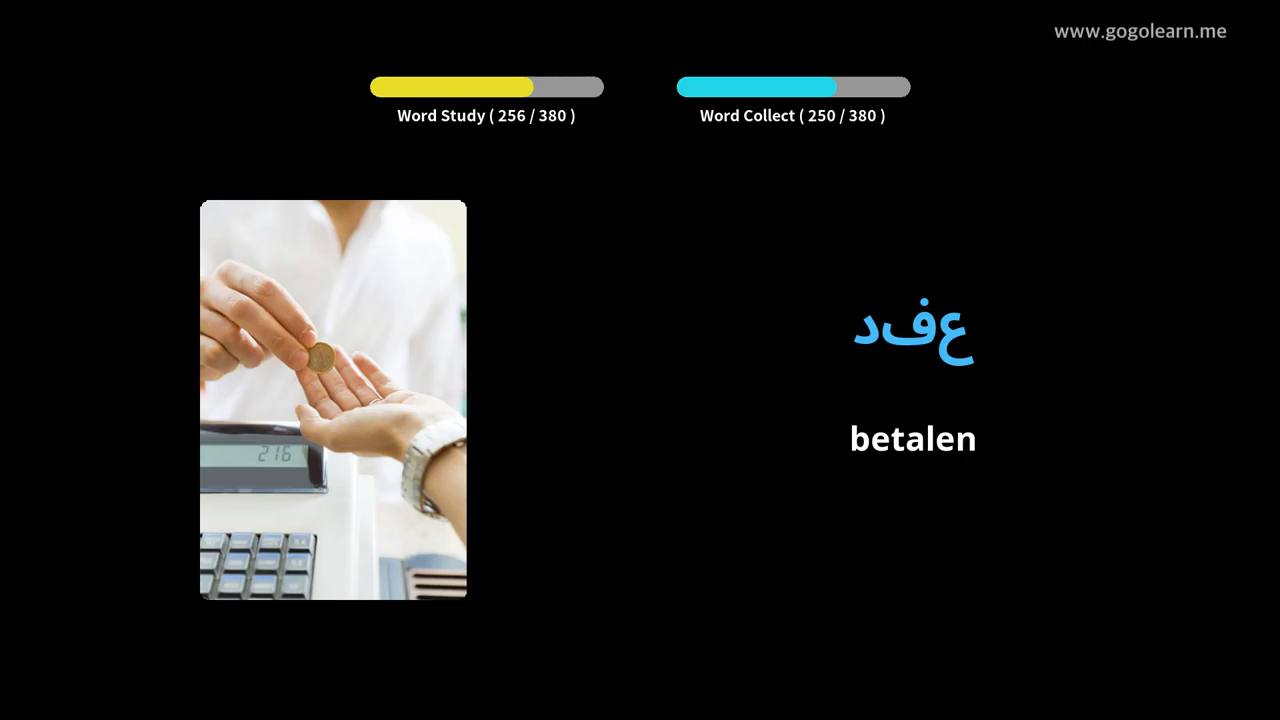 www.gogolearn.me
Word Study ( 256 / 380 )
Word Collect ( 250 / 380 )
216
دفع
betalen